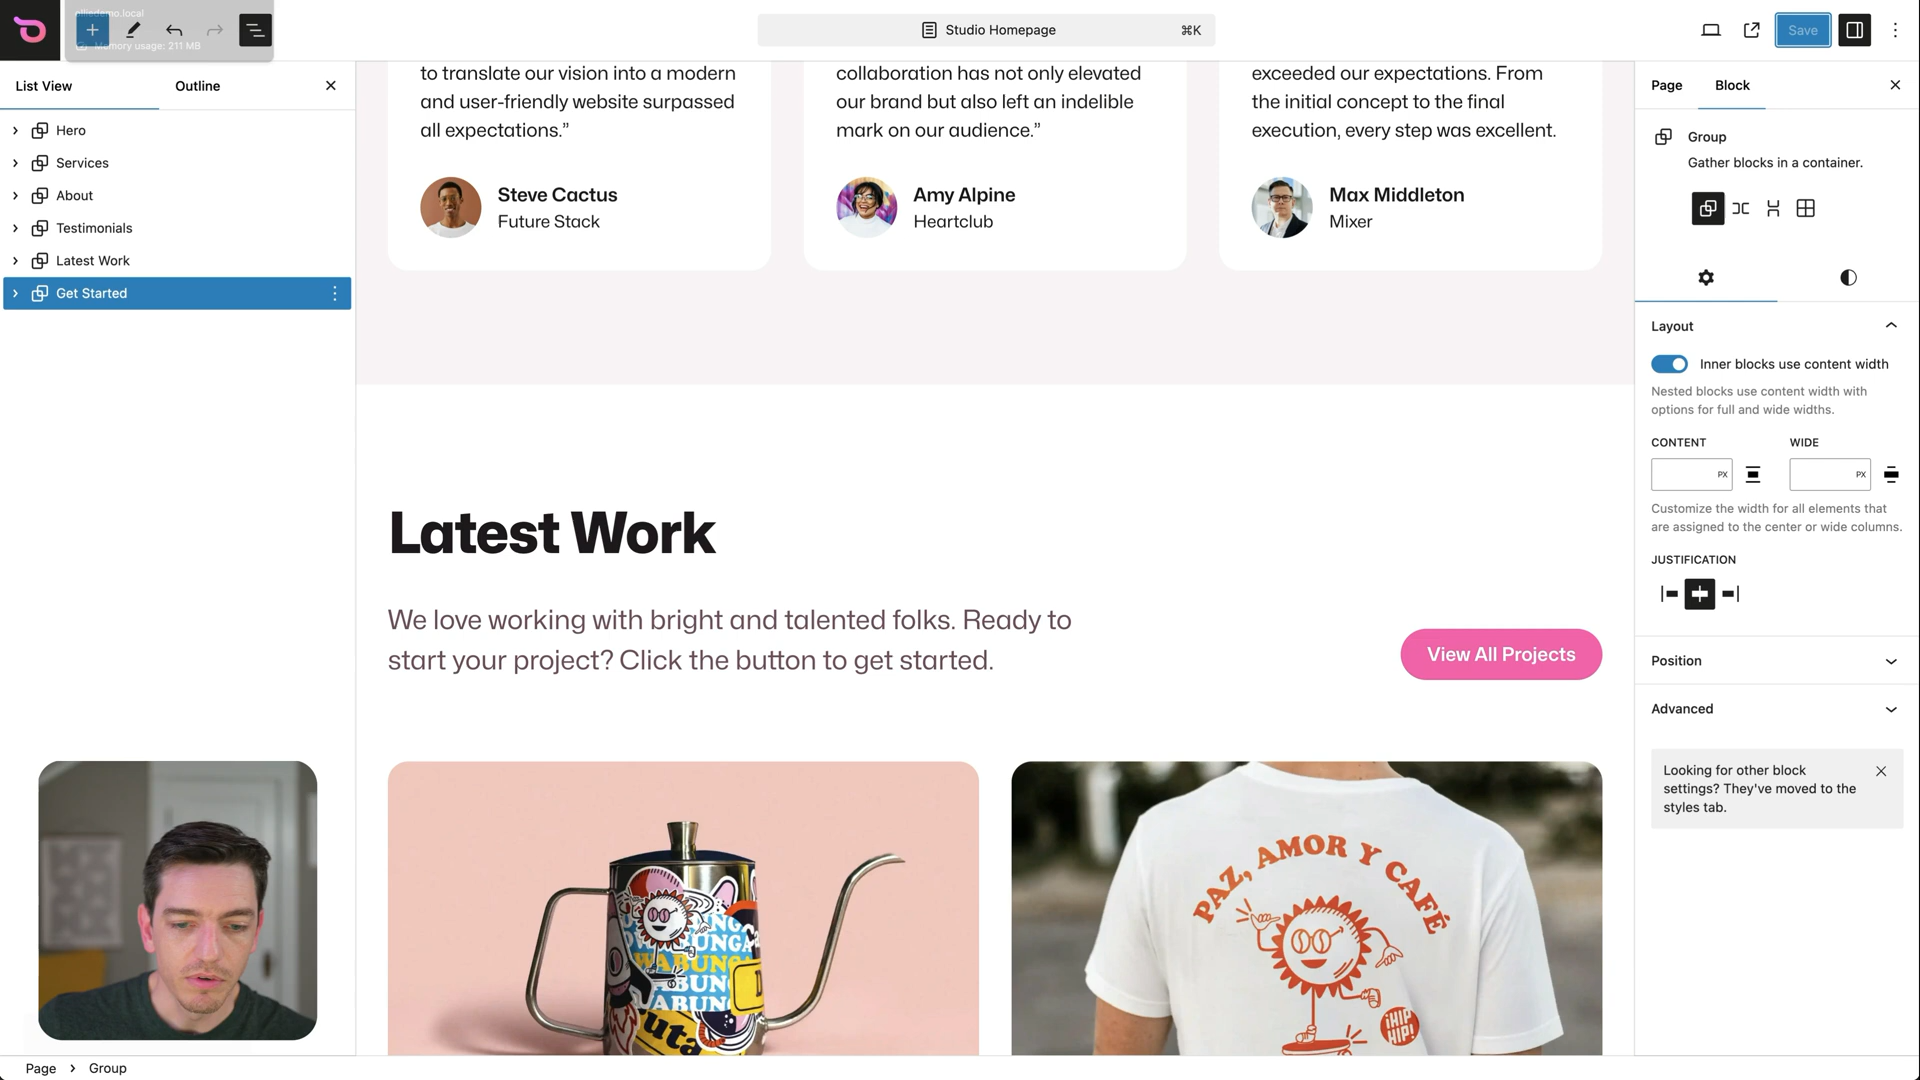 olliedemo.local
Memory usage: 211 MB
Studio Homepage
⌘K
Save
List View
Outline
Hero
Services
About
Testimonials
Latest Work
Get Started
to translate our vision into a modern
and user-friendly website surpassed
all expectations.”
Steve Cactus
Future Stack
collaboration has not only elevated
our brand but also left an indelible
mark on our audience.”
Amy Alpine
Heartclub
exceeded our expectations. From
the initial concept to the final
execution, every step was excellent.
Max Middleton
Mixer
Latest Work
We love working with bright and talented folks. Ready to
start your project? Click the button to get started.
View All Projects
PAZ, AMOR Y CAFÉ
¡HIP
HIP!
Page
Block
Group
Gather blocks in a container.
Layout
Inner blocks use content width
Nested blocks use content width with
options for full and wide widths.
CONTENT
WIDE
PX
PX
Customize the width for all elements that
are assigned to the center or wide columns.
JUSTIFICATION
Position
Advanced
Looking for other block
settings? They've moved to the
styles tab.
Page
Group